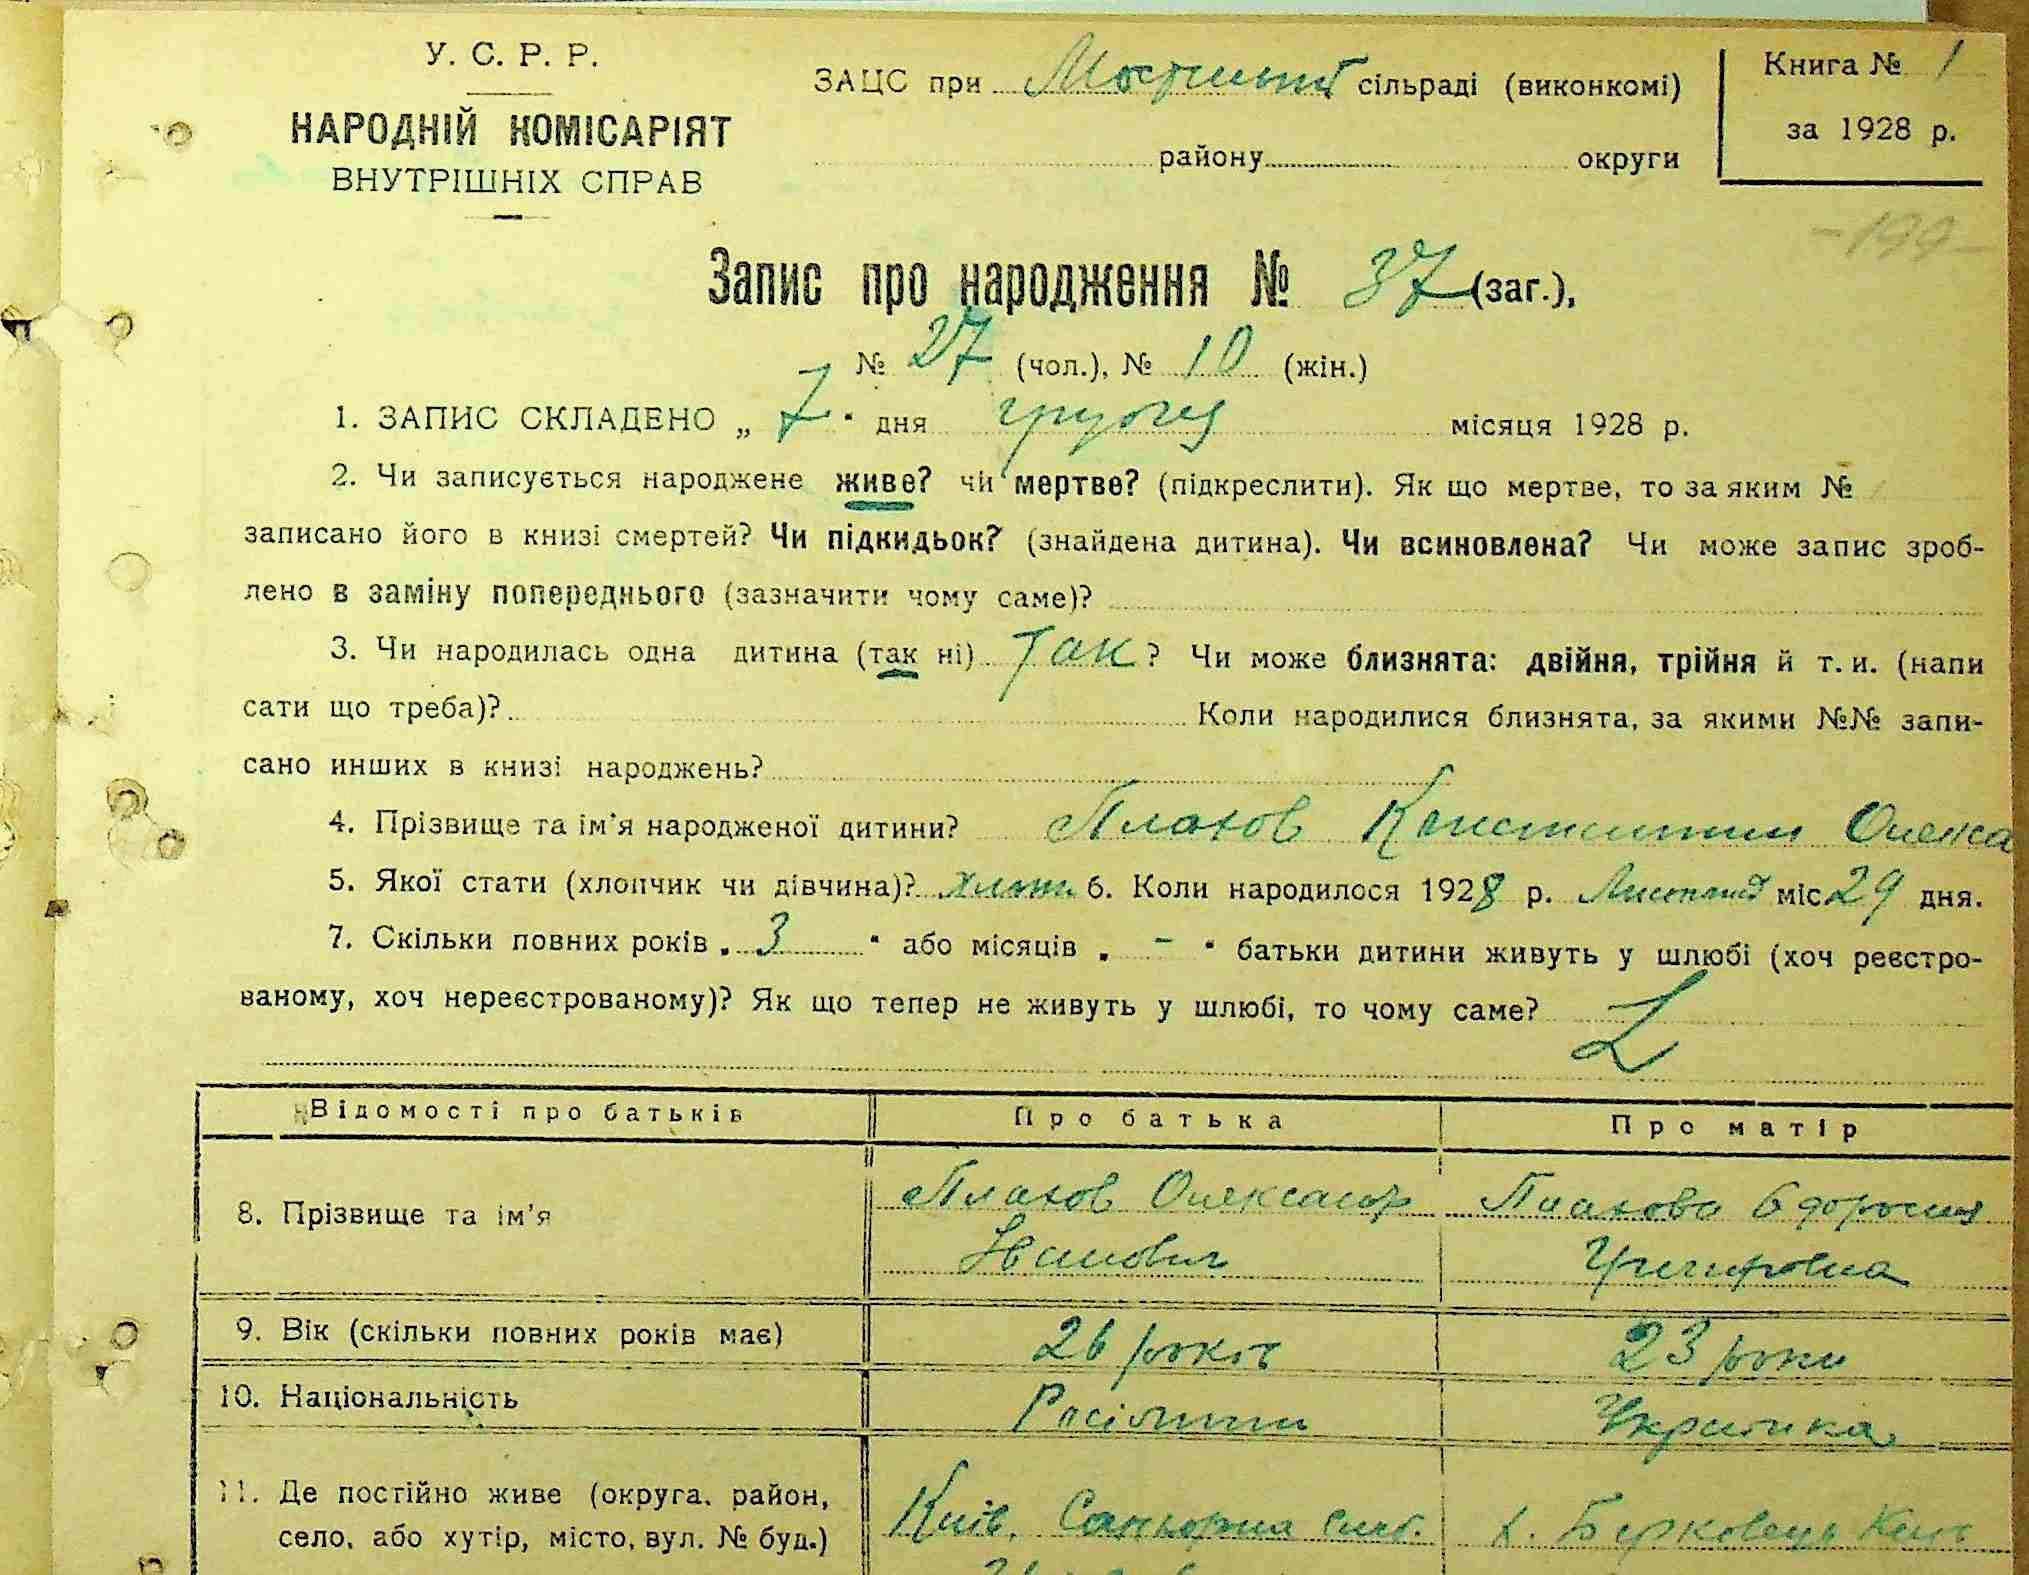 У. С. Р. Р.
НАРОДНІЙ КОМІСАРІЯТ
ВНУТРІШНІХ СПРАВ
ЗАЦС при сільраді (виконкомі)
району округи
Книга № 1
за 1928 р.
-199-
Запис про народження № 37 (заг.),
№ 27 (чол.), № 10 (жін.)
1. ЗАПИС СКЛАДЕНО „ 7 “ дня грудня місяця 1928 р.
2. Чи записується народжене живе? чи мертве? (підкреслити). Як що мертве, то за яким №
записано його в книзі смертей? Чи підкидьок? (знайдена дитина). Чи всиновлена? Чи може запис зроб-
лено в заміну попереднього (зазначити чому саме)?
3. Чи народилась одна дитина (так ні) Так ? Чи може близнята: двійня, трійня й т. и. (напи
сати що треба)? Коли народилися близнята, за якими №№ запи-
сано инших в книзі народжень?
4. Прізвище та ім'я народженої дитини? Плахов Константин Олекса
5. Якої стати (хлопчик чи дівчина)? хлопч 6. Коли народилося 1928 р. Листопад міс 29 дня.
7. Скільки повних років „ 3 “ або місяців „ - “ батьки дитини живуть у шлюбі (хоч реєстро-
ваному, хоч нереєстрованому)? Як що тепер не живуть у шлюбі, то чому саме?
Відомості про батьків Про батька Про матір
8. Прізвище та ім'я Плахов Олександр Плахова Євдоросия
Іванович Григоровна
9. Вік (скільки повних років має) 26 років 23 роки
10. Національність Росіянин Українка
11. Де постійно живе (округа, район, Київ,
село, або хутір, місто, вул. № буд.) х. Берковець Київ